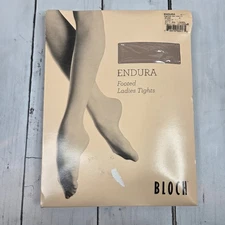 ENDURA
Footed
Ladies Tights
BLOCH